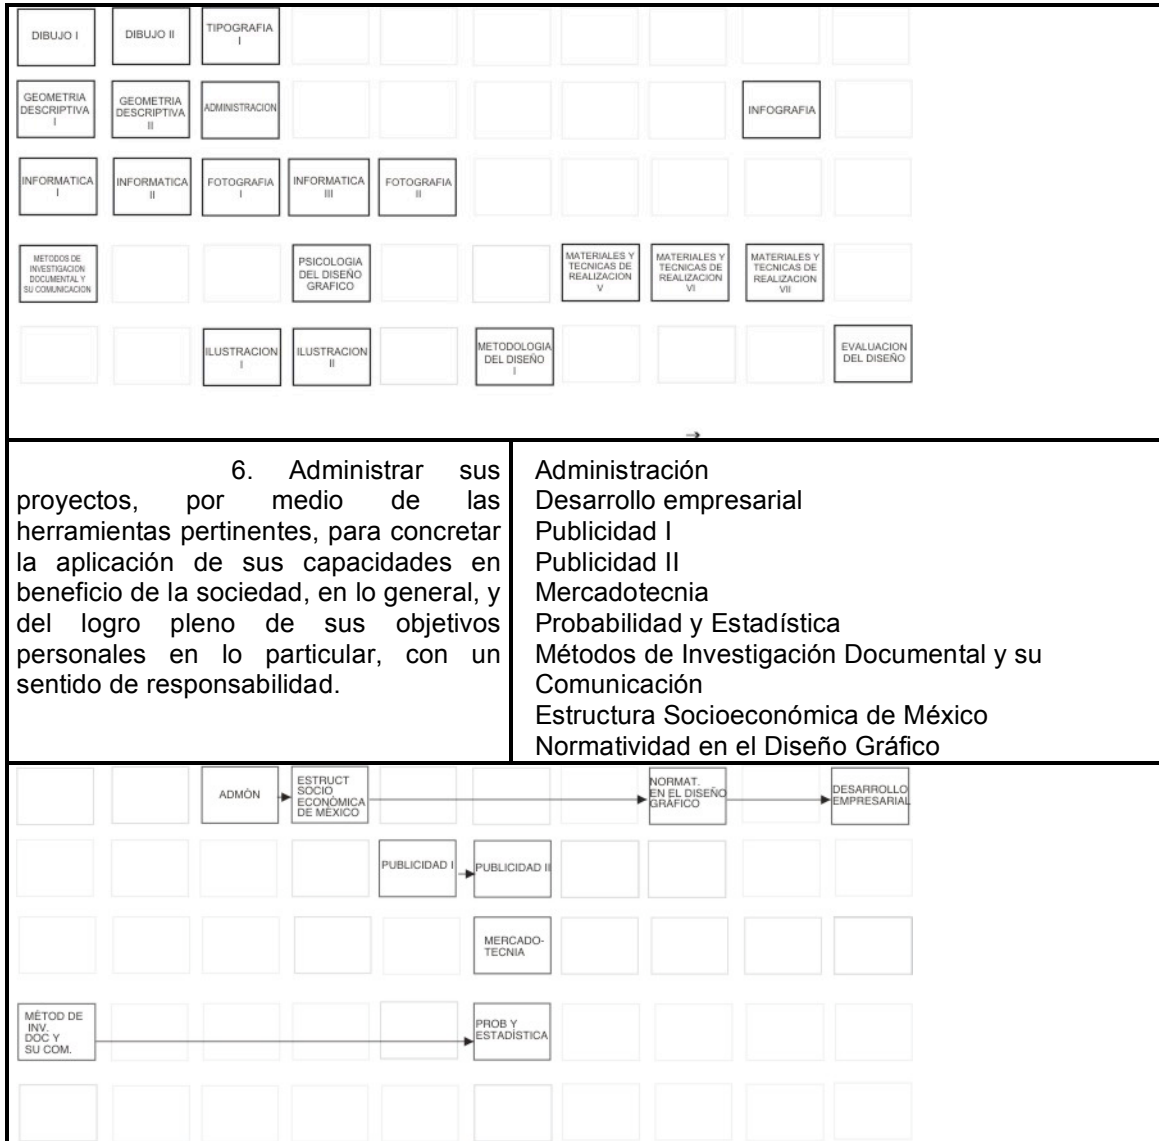 DIBUJO I
DIBUJO II
TIPOGRAFIA
I
GEOMETRIA
DESCRIPTIVA
I
GEOMETRIA
DESCRIPTIVA
II
ADMINISTRACION
INFOGRAFIA
INFORMATICA
I
INFORMATICA
II
FOTOGRAFIA
I
INFORMATICA
III
FOTOGRAFIA
II
METODOS DE
INVESTIGACION
DOCUMENTAL Y
SU COMUNICACION
PSICOLOGIA
DEL DISEÑO
GRAFICO
MATERIALES Y
TECNICAS DE
REALIZACION
V
MATERIALES Y
TECNICAS DE
REALIZACION
VI
MATERIALES Y
TECNICAS DE
REALIZACION
VII
ILUSTRACION
I
ILUSTRACION
II
METODOLOGIA
DEL DISEÑO
I
EVALUACION
DEL DISEÑO
6. Administrar sus
proyectos, por medio de las
herramientas pertinentes, para concretar
la aplicación de sus capacidades en
beneficio de la sociedad, en lo general, y
del logro pleno de sus objetivos
personales en lo particular, con un
sentido de responsabilidad.
Administración
Desarrollo empresarial
Publicidad I
Publicidad II
Mercadotecnia
Probabilidad y Estadística
Métodos de Investigación Documental y su
Comunicación
Estructura Socioeconómica de México
Normatividad en el Diseño Gráfico
ADMÒN
ESTRUCT
SOCIO
ECONÓMICA
DE MÈXICO
NORMAT.
EN EL DISEÑO
GRÁFICO
DESARROLLO
EMPRESARIAL
PUBLICIDAD I
PUBLICIDAD II
MERCADO-
TECNIA
MÈTOD DE
INV.
DOC Y
SU COM.
PROB Y
ESTADÍSTICA